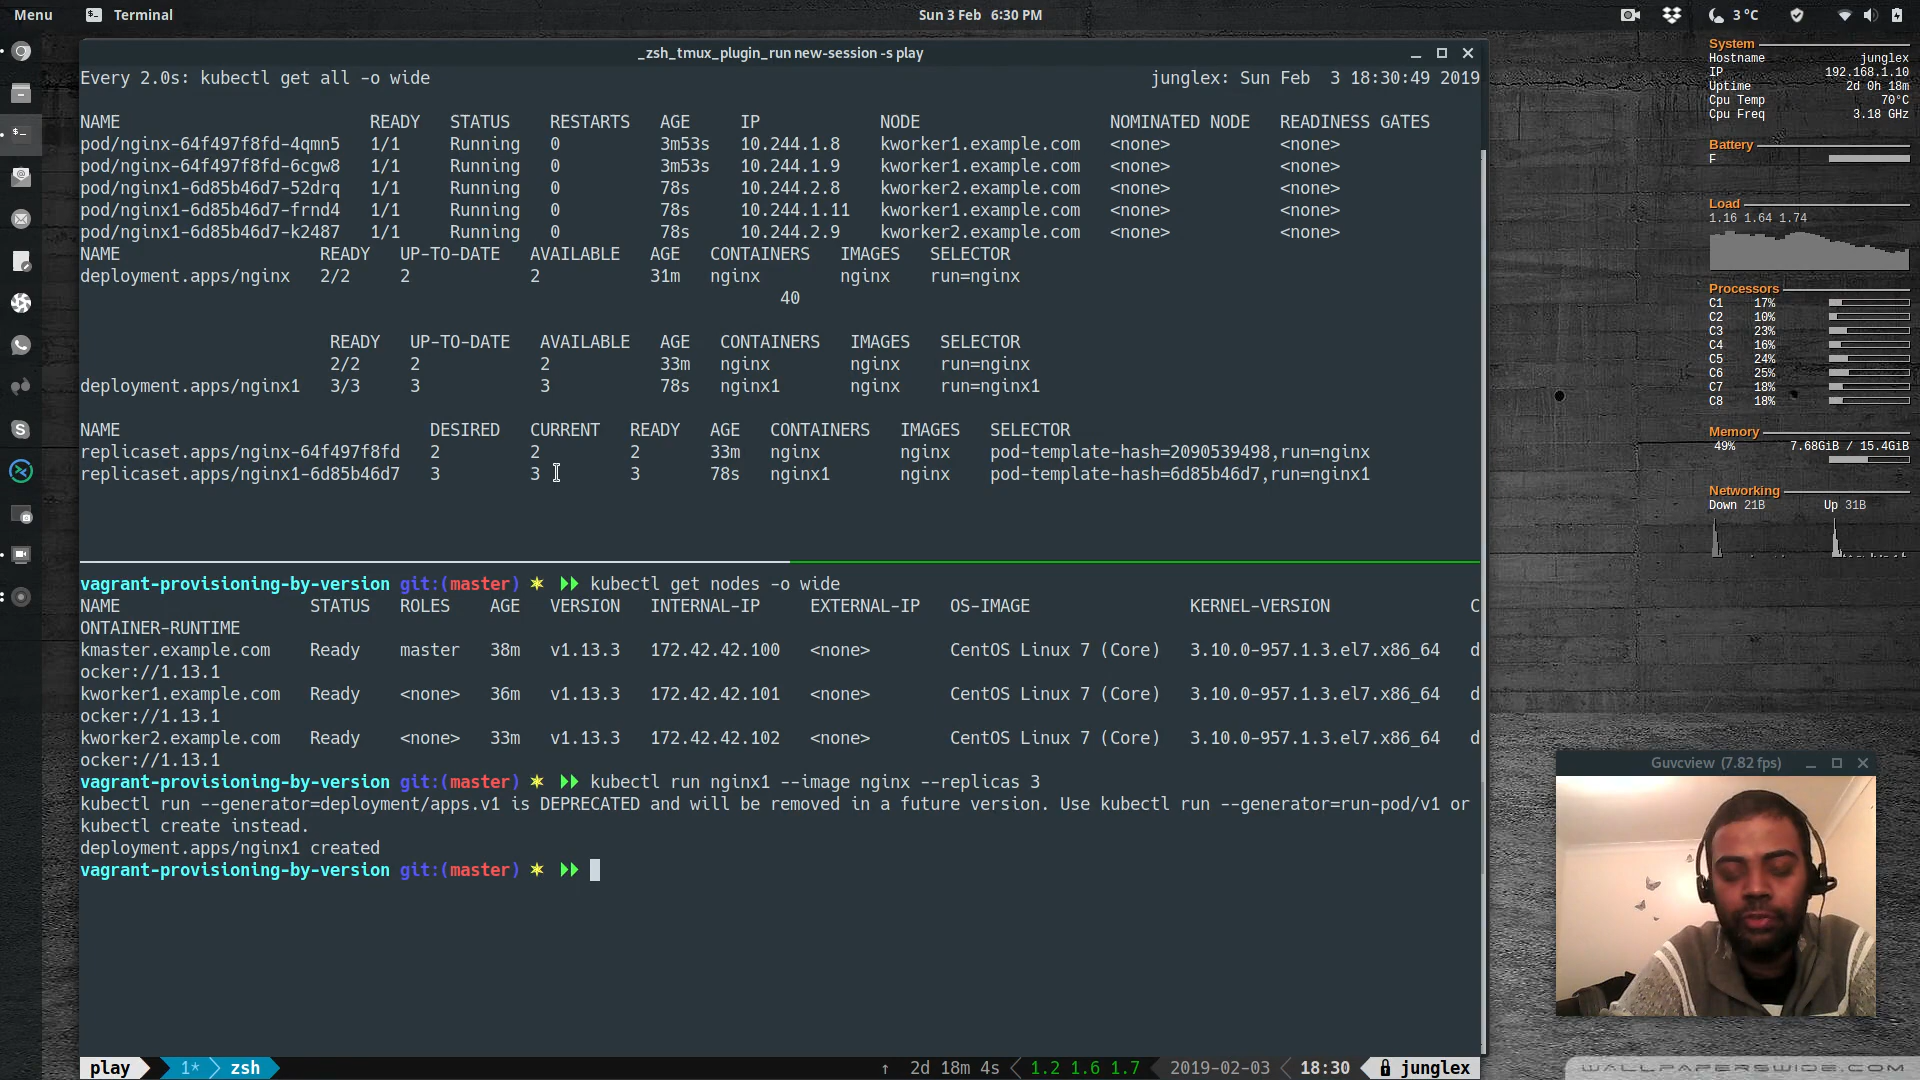 Menu
Terminal
Sun 3 Feb 6:30 PM
3 °C
_zsh_tmux_plugin_run new-session -s play
Every 2.0s: kubectl get all -o wide junglex: Sun Feb 3 18:30:49 2019
NAME READY STATUS RESTARTS AGE IP NODE NOMINATED NODE READINESS GATES
pod/nginx-64f497f8fd-4qmn5 1/1 Running 0 3m53s 10.244.1.8 kworker1.example.com <none> <none>
pod/nginx-64f497f8fd-6cgw8 1/1 Running 0 3m53s 10.244.1.9 kworker1.example.com <none> <none>
pod/nginx1-6d85b46d7-52drq 1/1 Running 0 78s 10.244.2.8 kworker2.example.com <none> <none>
pod/nginx1-6d85b46d7-frnd4 1/1 Running 0 78s 10.244.1.11 kworker1.example.com <none> <none>
pod/nginx1-6d85b46d7-k2487 1/1 Running 0 78s 10.244.2.9 kworker2.example.com <none> <none>
NAME READY UP-TO-DATE AVAILABLE AGE CONTAINERS IMAGES SELECTOR
deployment.apps/nginx 2/2 2 2 31m nginx nginx run=nginx
40
READY UP-TO-DATE AVAILABLE AGE CONTAINERS IMAGES SELECTOR
2/2 2 2 33m nginx nginx run=nginx
deployment.apps/nginx1 3/3 3 3 78s nginx1 nginx run=nginx1
NAME DESIRED CURRENT READY AGE CONTAINERS IMAGES SELECTOR
replicaset.apps/nginx-64f497f8fd 2 2 2 33m nginx nginx pod-template-hash=2090539498,run=nginx
replicaset.apps/nginx1-6d85b46d7 3 3 3 78s nginx1 nginx pod-template-hash=6d85b46d7,run=nginx1
vagrant-provisioning-by-version git:(master) ✶ kubectl get nodes -o wide
NAME STATUS ROLES AGE VERSION INTERNAL-IP EXTERNAL-IP OS-IMAGE KERNEL-VERSION C
ONTAINER-RUNTIME
kmaster.example.com Ready master 38m v1.13.3 172.42.42.100 <none> CentOS Linux 7 (Core) 3.10.0-957.1.3.el7.x86_64 d
ocker://1.13.1
kworker1.example.com Ready <none> 36m v1.13.3 172.42.42.101 <none> CentOS Linux 7 (Core) 3.10.0-957.1.3.el7.x86_64 d
ocker://1.13.1
kworker2.example.com Ready <none> 33m v1.13.3 172.42.42.102 <none> CentOS Linux 7 (Core) 3.10.0-957.1.3.el7.x86_64 d
ocker://1.13.1
vagrant-provisioning-by-version git:(master) ✶ kubectl run nginx1 --image nginx --replicas 3
kubectl run --generator=deployment/apps.v1 is DEPRECATED and will be removed in a future version. Use kubectl run --generator=run-pod/v1 or
kubectl create instead.
deployment.apps/nginx1 created
vagrant-provisioning-by-version git:(master) ✶
play 1* zsh ↑ 2d 18m 4s 1.2 1.6 1.7 2019-02-03 18:30 junglex
System
Hostname junglex
IP 192.168.1.10
Uptime 2d 0h 18m
Cpu Temp 70°C
Cpu Freq 3.18 GHz
Battery
F
Load
1.16 1.64 1.74
Processors
C1 17%
C2 10%
C3 23%
C4 16%
C5 24%
C6 25%
C7 18%
C8 18%
Memory
49% 7.68GiB / 15.4GiB
Networking
Down 21B Up 31B
Guvcview (7.82 fps)
WALLPAPERSWIDE.COM